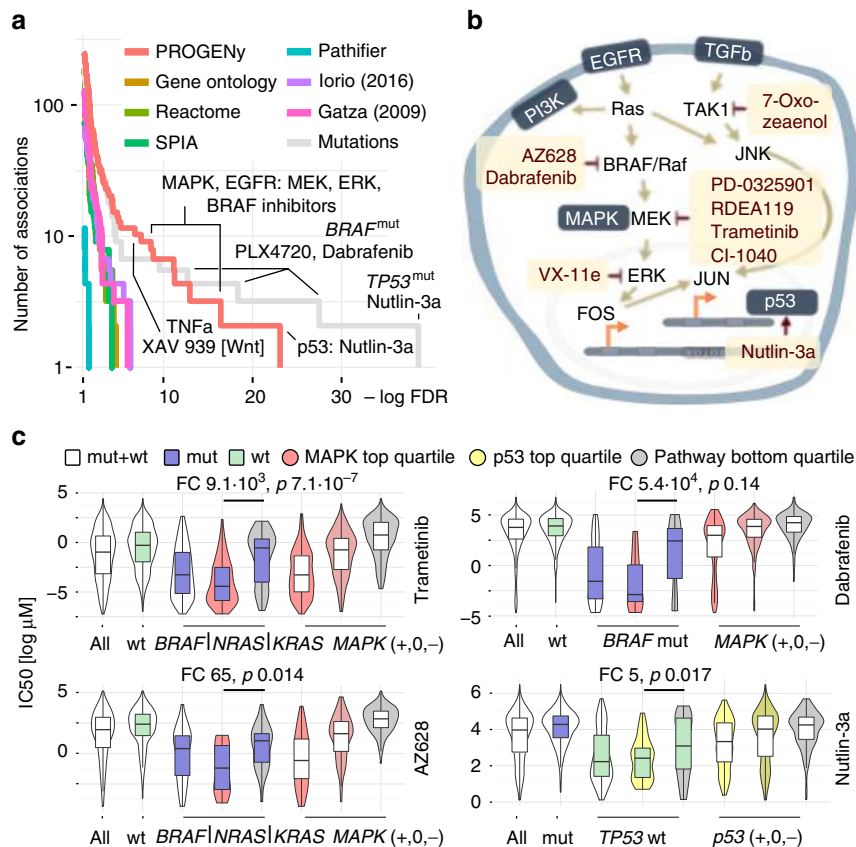 a
Number of associations
100
10
1
PROGENy
Gene ontology
Reactome
SPIA
Pathifier
Iorio (2016)
Gatza (2009)
Mutations
MAPK, EGFR: MEK, ERK,
BRAF inhibitors
BRAFmut
PLX4720, Dabrafenib
TP53mut
Nutlin-3a
TNFa
XAV 939 [Wnt]
p53: Nutlin-3a
1
10
20
30
– log FDR
b
EGFR
TGFb
PI3K
Ras
TAK1
7-Oxo-
zeaenol
AZ628
Dabrafenib
BRAF/Raf
JNK
MAPK
MEK
PD-0325901
RDEA119
Trametinib
CI-1040
VX-11e
ERK
JUN
FOS
p53
Nutlin-3a
c
mut+wt
mut
wt
MAPK top quartile
p53 top quartile
Pathway bottom quartile
IC50 [log µM]
FC 9.1·10³, p 7.1·10⁻⁷
5
0
−5
Trametinib
All
wt
BRAF|NRAS|KRAS
MAPK (+,0,–)
FC 5.4·10⁴, p 0.14
5
0
−5
Dabrafenib
All
wt
BRAF mut
MAPK (+,0,–)
FC 65, p 0.014
5
0
AZ628
All
wt
BRAF|NRAS|KRAS
MAPK (+,0,–)
FC 5, p 0.017
6
4
2
0
Nutlin-3a
All
mut
TP53 wt
p53 (+,0,–)